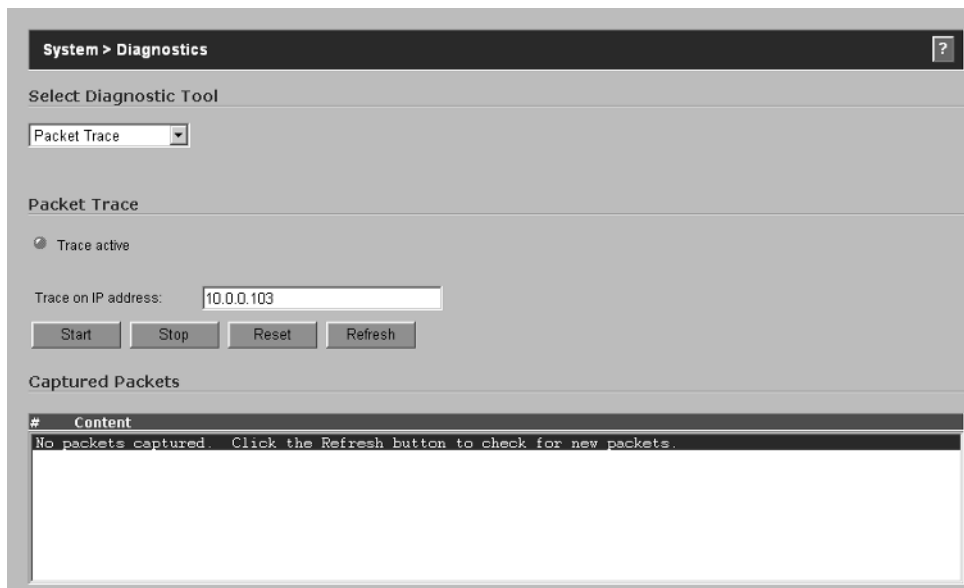 System > Diagnostics ?
Select Diagnostic Tool
Packet Trace
Packet Trace
Trace active
Trace on IP address: 10.0.0.103
Start Stop Reset Refresh
Captured Packets
# Content
No packets captured. Click the Refresh button to check for new packets.